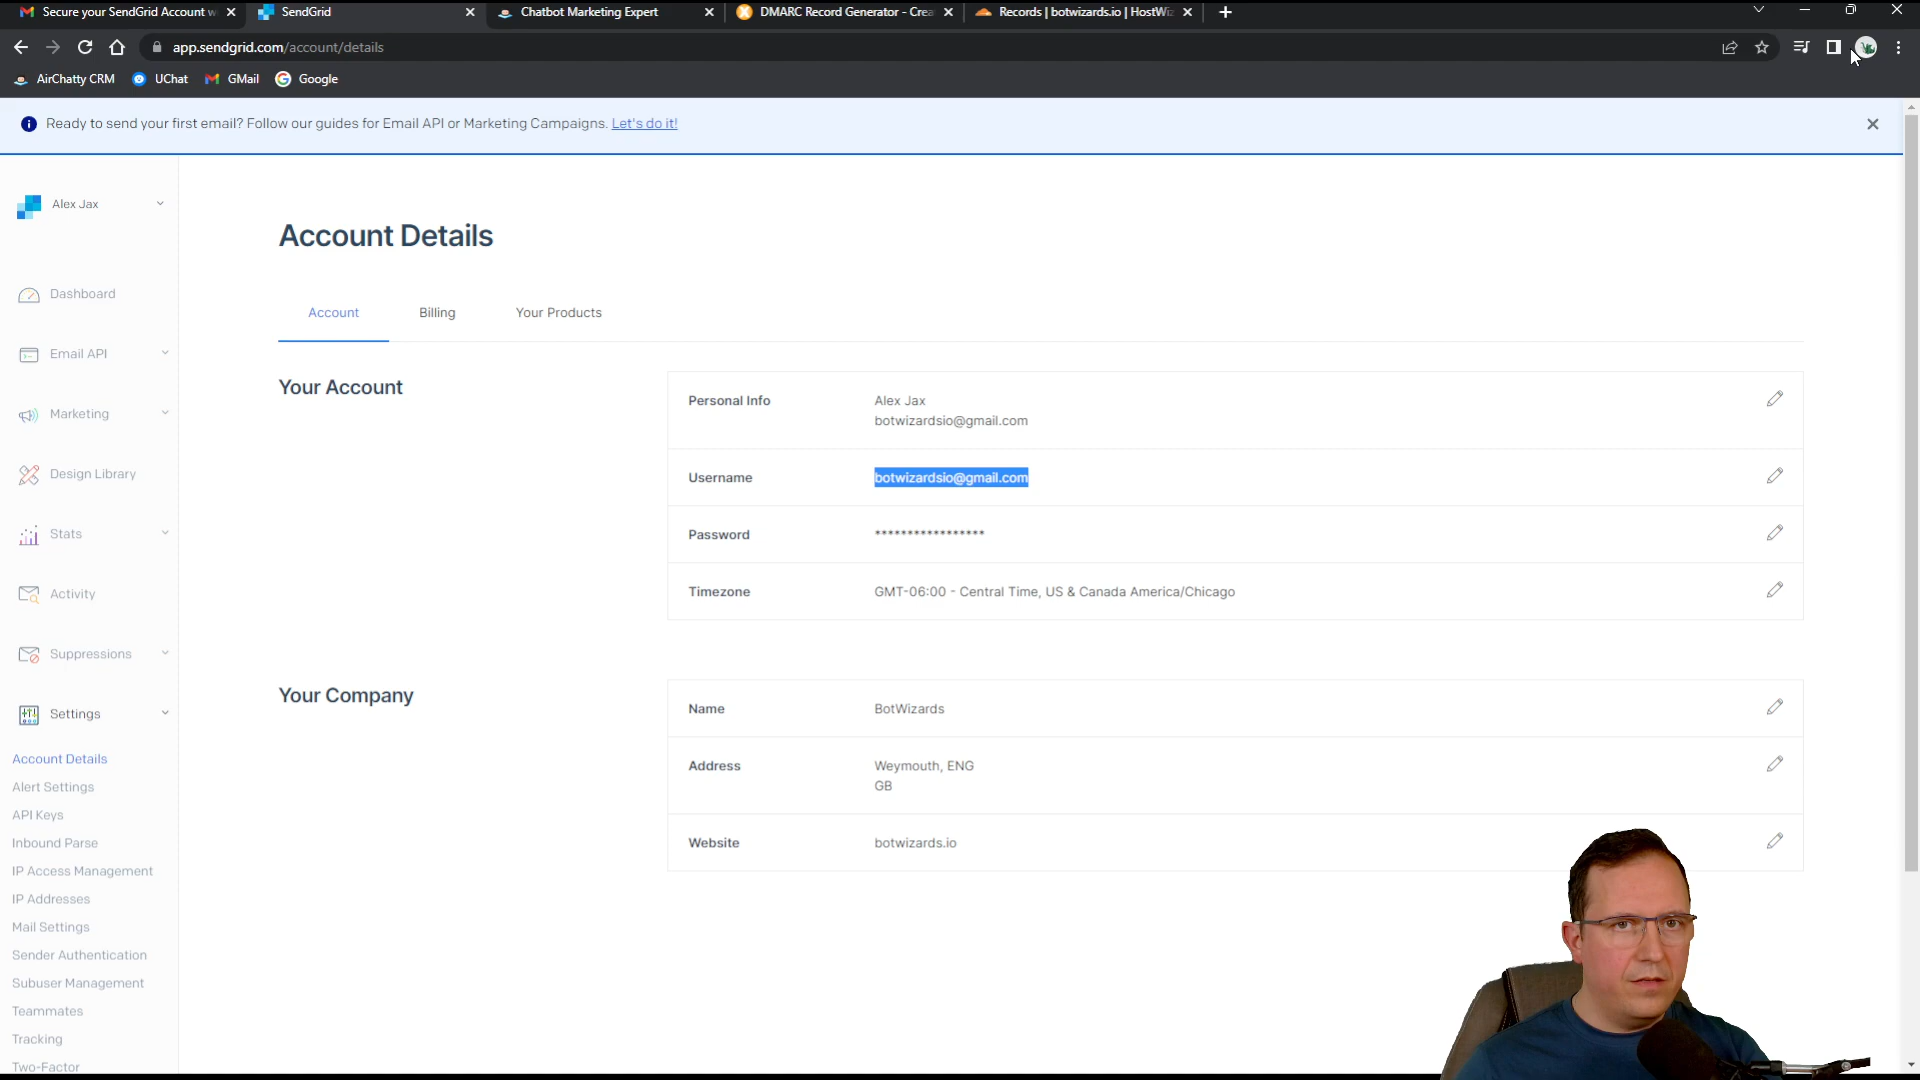 Secure your SendGrid Account w
SendGrid
Chatbot Marketing Expert
DMARC Record Generator - Crea
Records | botwizards.io | HostWiz
app.sendgrid.com/account/details
AirChatty CRM
UChat
GMail
Google
Ready to send your first email? Follow our guides for Email API or Marketing Campaigns. Let's do it!
Alex Jax
Dashboard
Email API
Marketing
Design Library
Stats
Activity
Suppressions
Settings
Account Details
Alert Settings
API Keys
Inbound Parse
IP Access Management
IP Addresses
Mail Settings
Sender Authentication
Subuser Management
Teammates
Tracking
Two-Factor
Account Details
Account
Billing
Your Products
Your Account
Personal Info
Alex Jax
botwizardsio@gmail.com
Username
botwizardsio@gmail.com
Password
*****************
Timezone
GMT-06:00 - Central Time, US & Canada America/Chicago
Your Company
Name
BotWizards
Address
Weymouth, ENG
GB
Website
botwizards.io